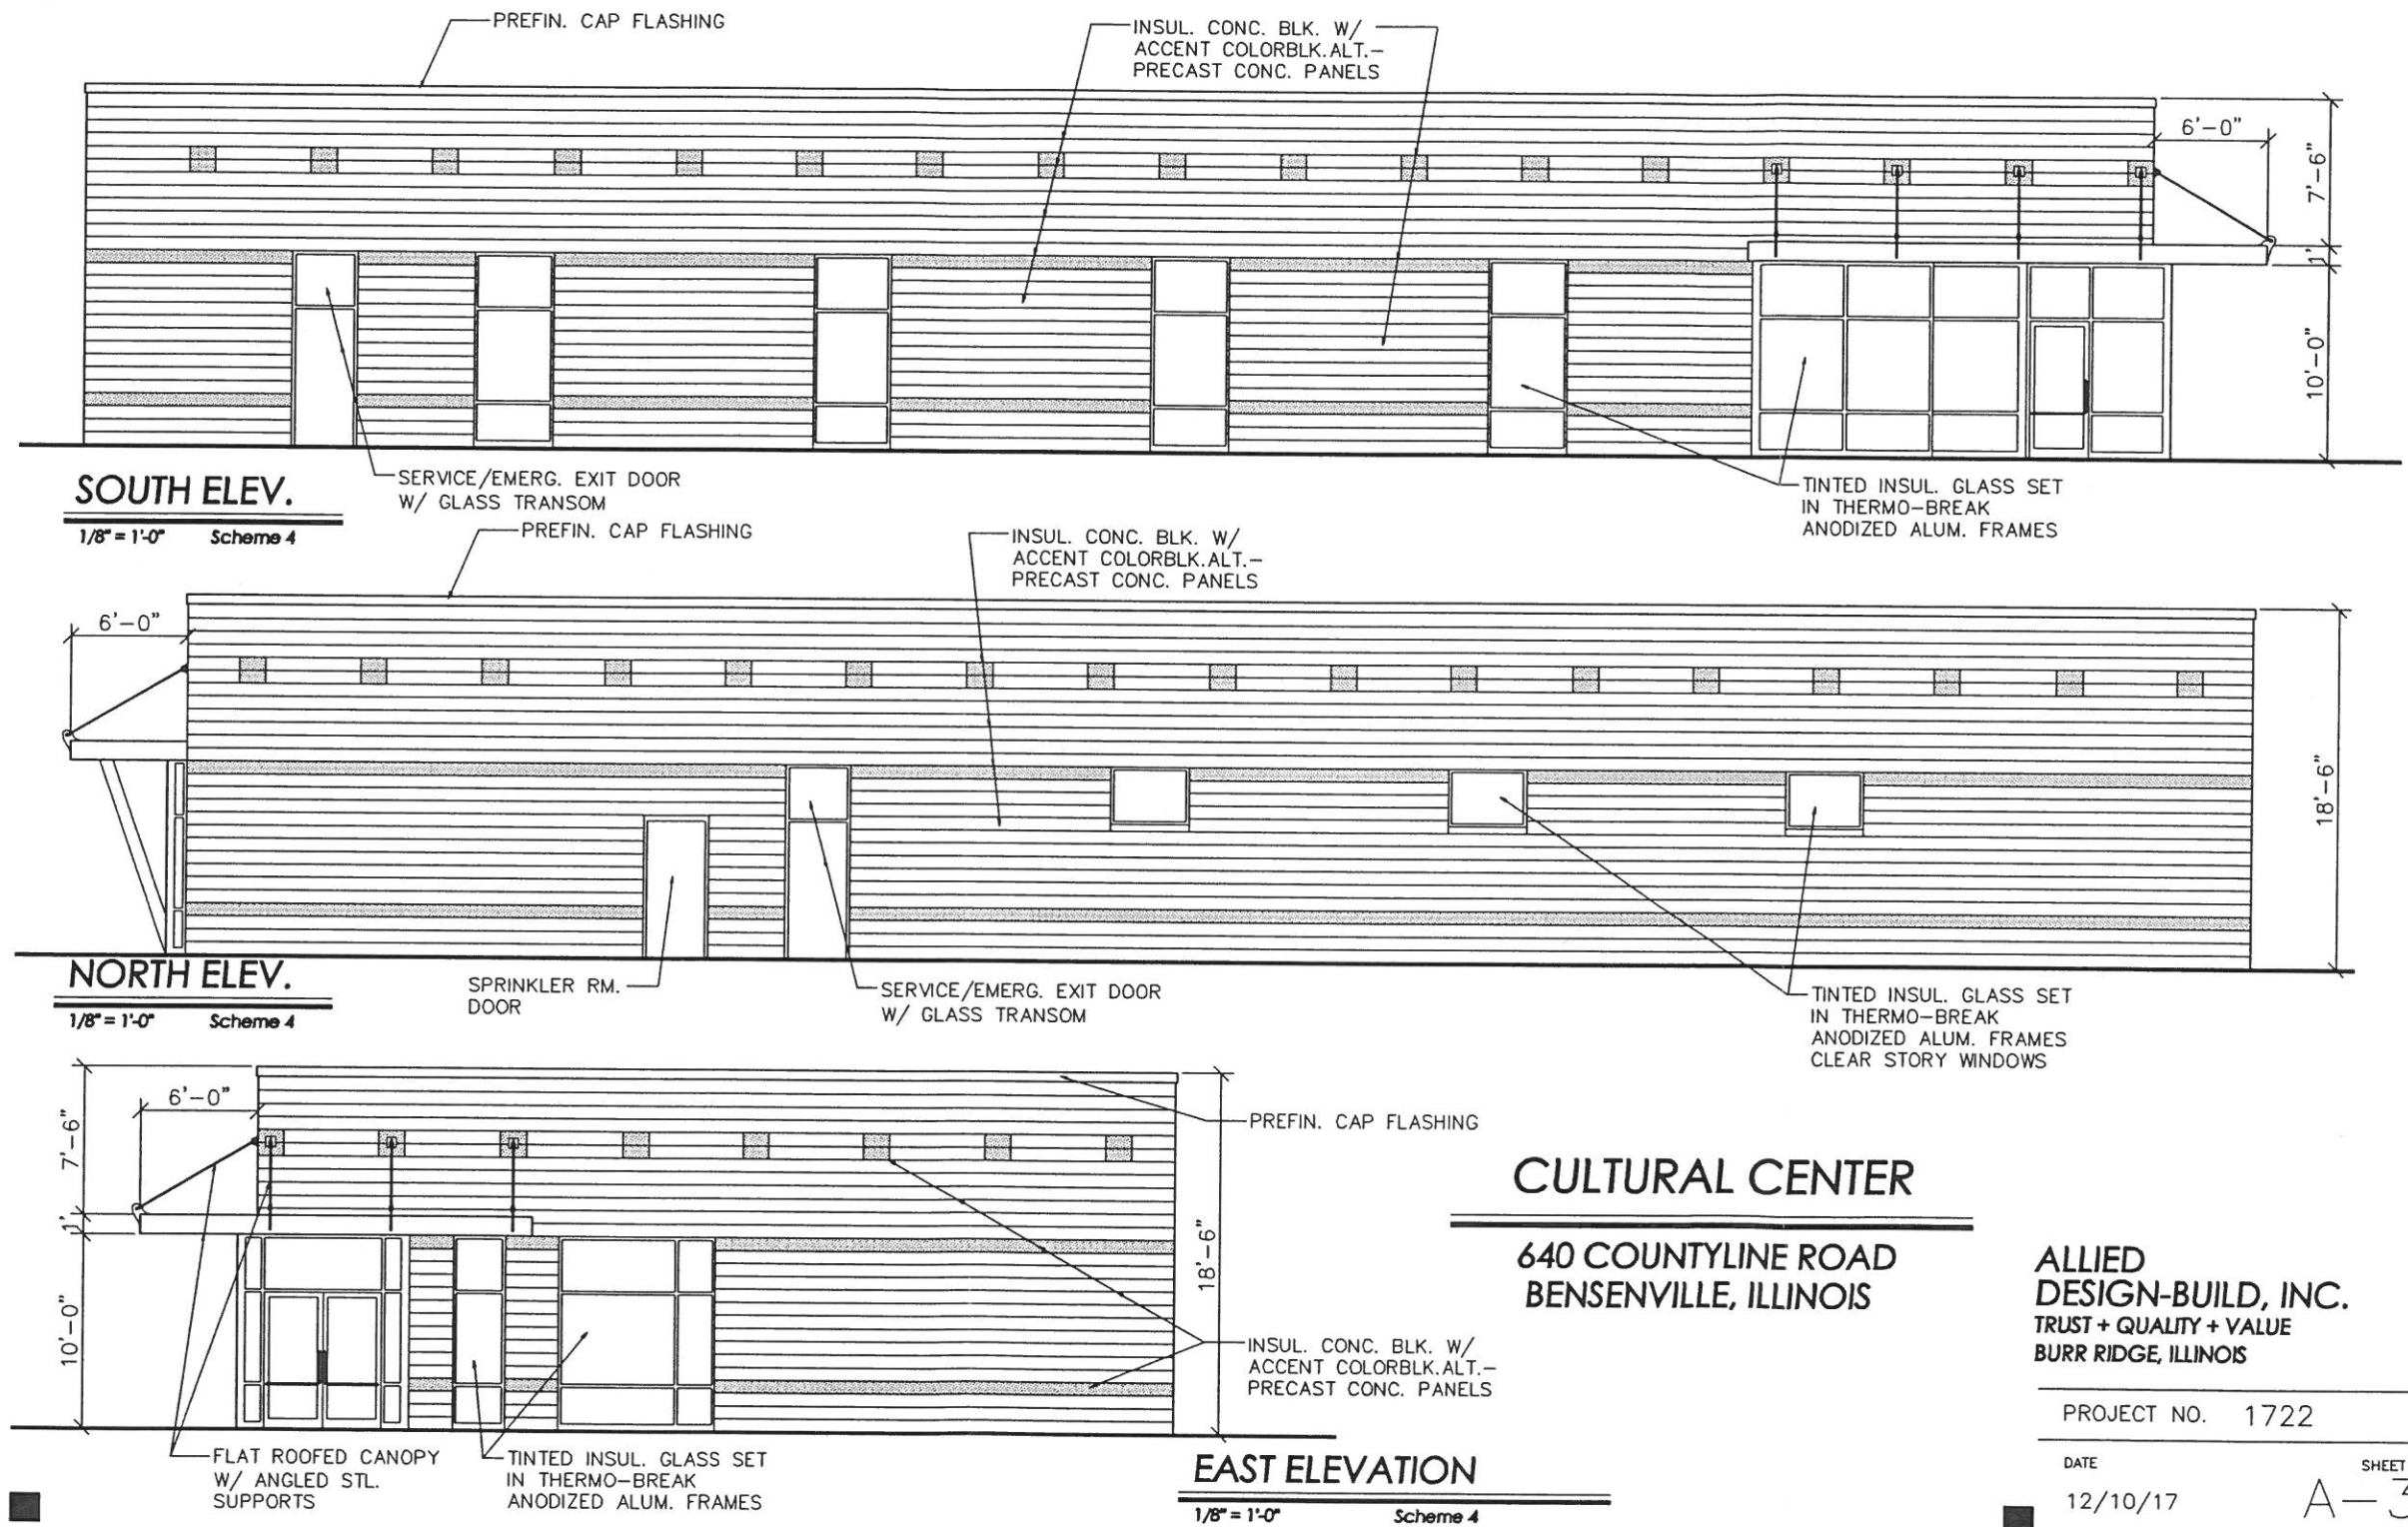 PREFIN. CAP FLASHING
INSUL. CONC. BLK. W/
ACCENT COLORBLK.ALT.–
PRECAST CONC. PANELS
6'–0"
7'–6"
1'
10'–0"
SOUTH ELEV.
1/8" = 1'-0" Scheme 4
SERVICE/EMERG. EXIT DOOR
W/ GLASS TRANSOM
TINTED INSUL. GLASS SET
IN THERMO–BREAK
ANODIZED ALUM. FRAMES
PREFIN. CAP FLASHING
INSUL. CONC. BLK. W/
ACCENT COLORBLK.ALT.–
PRECAST CONC. PANELS
6'–0"
18'–6"
NORTH ELEV.
1/8" = 1'-0" Scheme 4
SPRINKLER RM.
DOOR
SERVICE/EMERG. EXIT DOOR
W/ GLASS TRANSOM
TINTED INSUL. GLASS SET
IN THERMO–BREAK
ANODIZED ALUM. FRAMES
CLEAR STORY WINDOWS
6'–0"
7'–6"
1'
10'–0"
18'–6"
PREFIN. CAP FLASHING
INSUL. CONC. BLK. W/
ACCENT COLORBLK.ALT.–
PRECAST CONC. PANELS
FLAT ROOFED CANOPY
W/ ANGLED STL.
SUPPORTS
TINTED INSUL. GLASS SET
IN THERMO–BREAK
ANODIZED ALUM. FRAMES
EAST ELEVATION
1/8" = 1'-0" Scheme 4
CULTURAL CENTER
640 COUNTYLINE ROAD
BENSENVILLE, ILLINOIS
ALLIED
DESIGN-BUILD, INC.
TRUST + QUALITY + VALUE
BURR RIDGE, ILLINOIS
PROJECT NO. 1722
DATE
12/10/17
SHEET
A–3